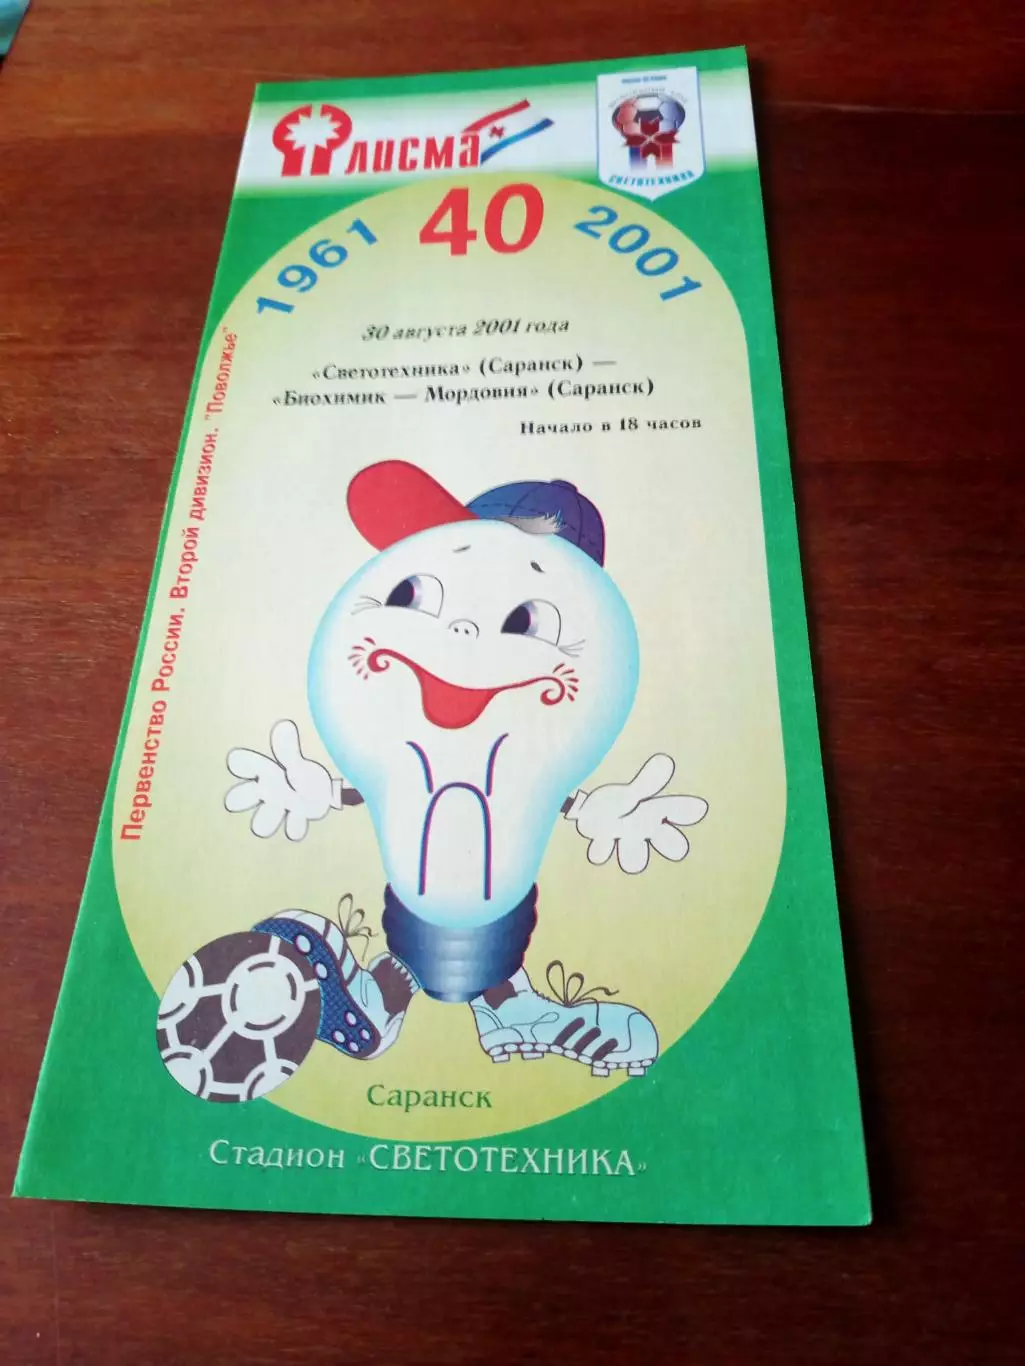 Лисма
СВЕТОТЕХНИКА
1961 40 2001
30 августа 2001 года
«Светотехника» (Саранск) —
«Биохимик — Мордовия» (Саранск)
Начало в 18 часов
Первенство России. Второй дивизион. "Поволжье"
Саранск
Стадион «СВЕТОТЕХНИКА»